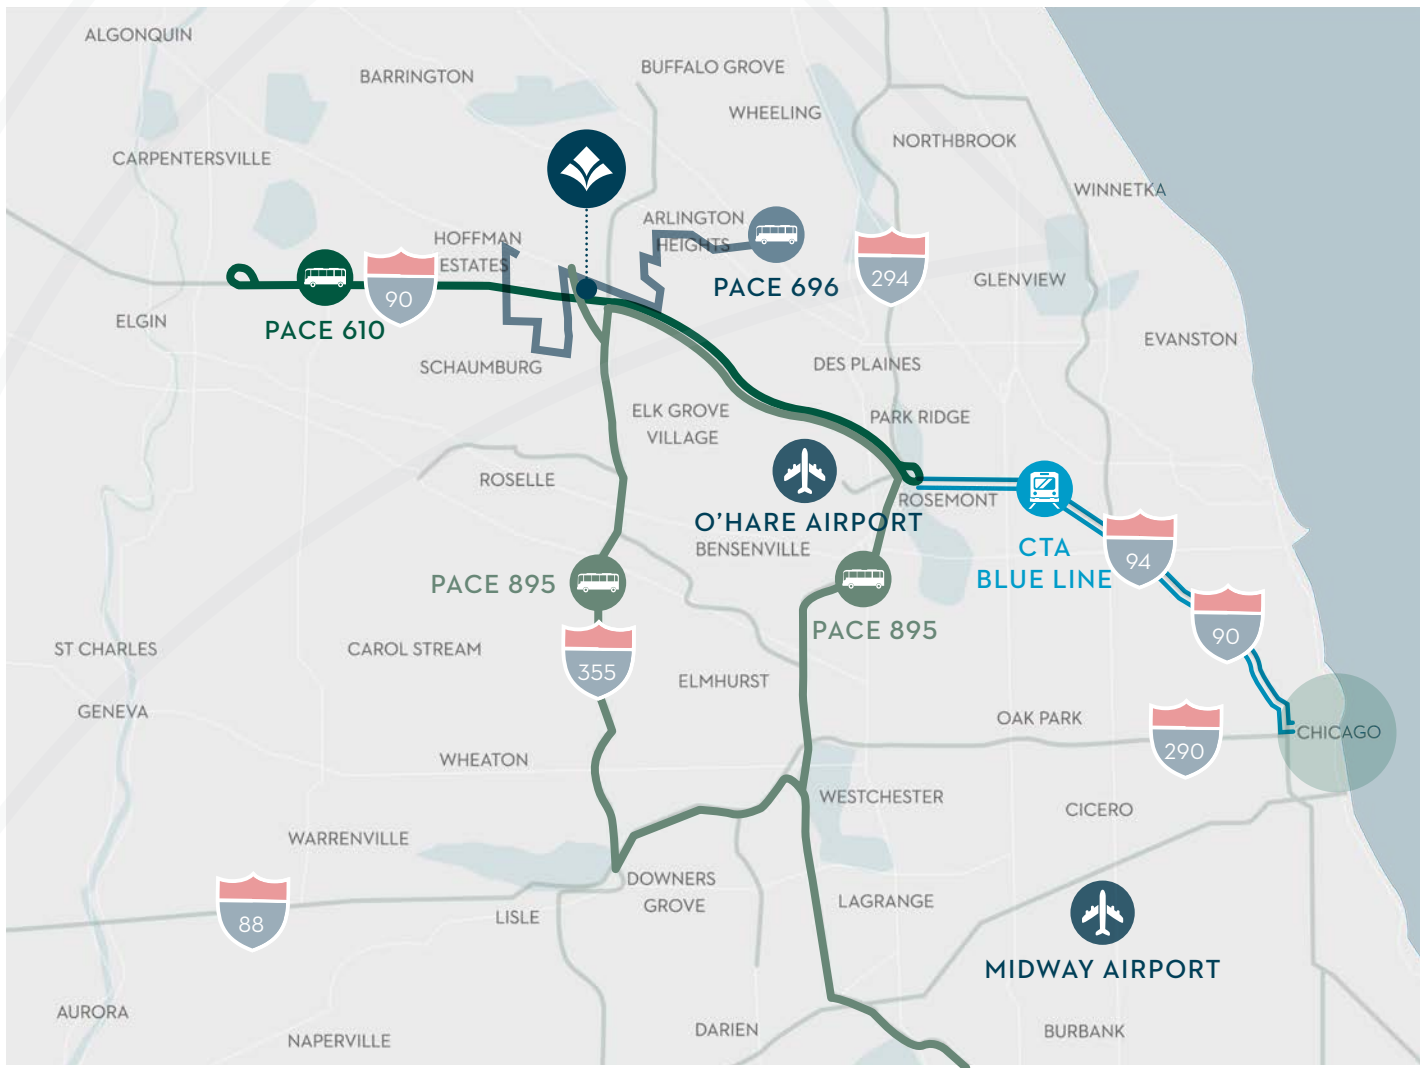 ALGONQUIN
BARRINGTON
BUFFALO GROVE
WHEELING
NORTHBROOK
CARPENTERSVILLE
WINNETKA
ARLINGTON
HEIGHTS
HOFFMAN
ESTATES
PACE 696
294
GLENVIEW
90
ELGIN
PACE 610
EVANSTON
SCHAUMBURG
DES PLAINES
ELK GROVE
VILLAGE
PARK RIDGE
ROSELLE
ROSEMONT
O'HARE AIRPORT
BENSENVILLE
CTA
BLUE LINE
94
PACE 895
PACE 895
90
ST CHARLES
CAROL STREAM
355
ELMHURST
GENEVA
OAK PARK
CHICAGO
290
WHEATON
WESTCHESTER
CICERO
WARRENVILLE
DOWNERS
GROVE
LAGRANGE
88
LISLE
MIDWAY AIRPORT
AURORA
NAPERVILLE
DARIEN
BURBANK